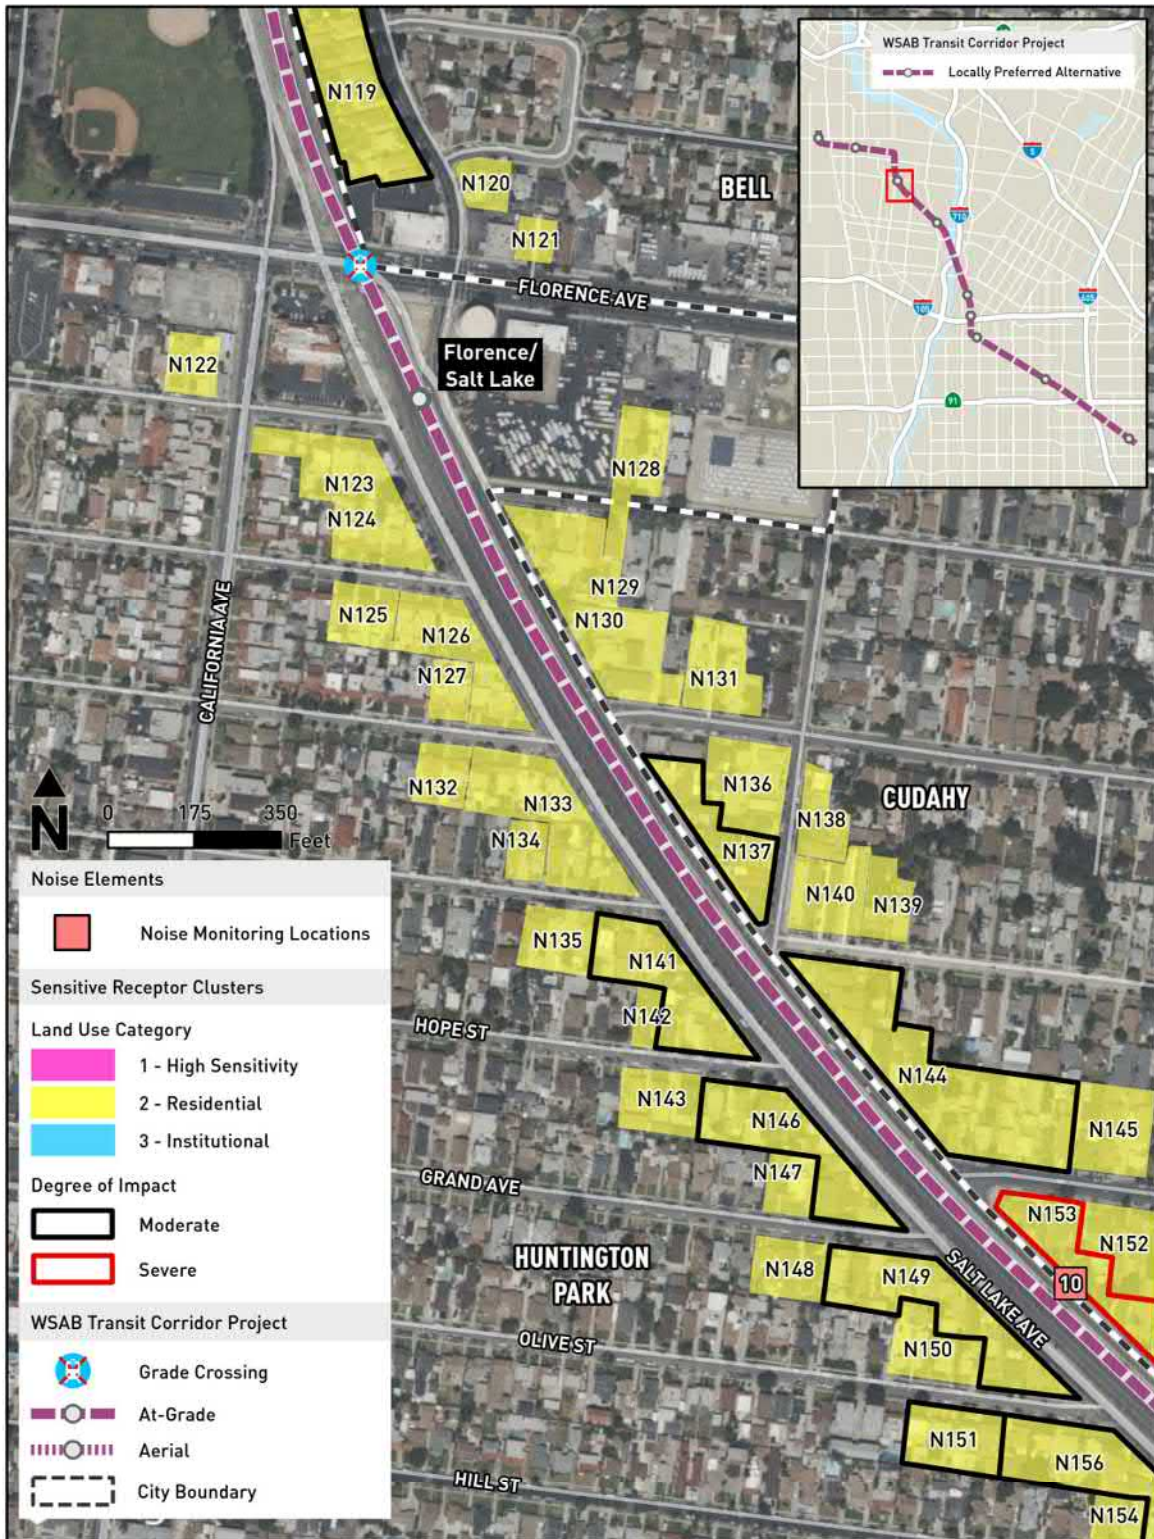 WSAB Transit Corridor Project
Locally Preferred Alternative
5
710
105
605
91
N119
N120
BELL
N121
FLORENCE AVE
N122
Florence/
Salt Lake
N128
N123
N124
N129
N125
N130
N126
N127
N131
CALIFORNIA AVE
N132
N133
N136
CUDAHY
N138
N134
N137
N
0 175 350
Feet
N140
N139
N135
N141
N142
HOPE ST
N144
N143
N146
N145
N147
GRAND AVE
N153
N152
HUNTINGTON
PARK
N148
N149
SALT LAKE AVE
10
OLIVE ST
N150
N151
N156
HILL ST
N154
Noise Elements
Noise Monitoring Locations
Sensitive Receptor Clusters
Land Use Category
1 - High Sensitivity
2 - Residential
3 - Institutional
Degree of Impact
Moderate
Severe
WSAB Transit Corridor Project
Grade Crossing
At-Grade
Aerial
City Boundary